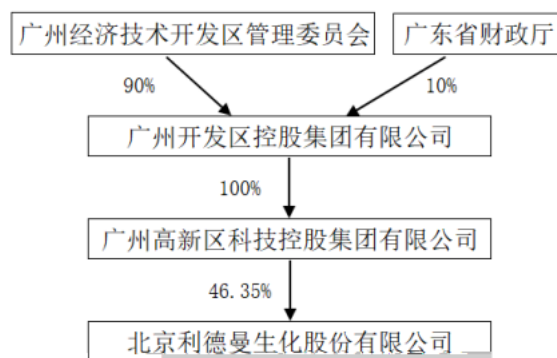 广州经济技术开发区管理委员会
广东省财政厅
90%
10%
广州开发区控股集团有限公司
100%
广州高新区科技控股集团有限公司
46.35%
北京利德曼生化股份有限公司